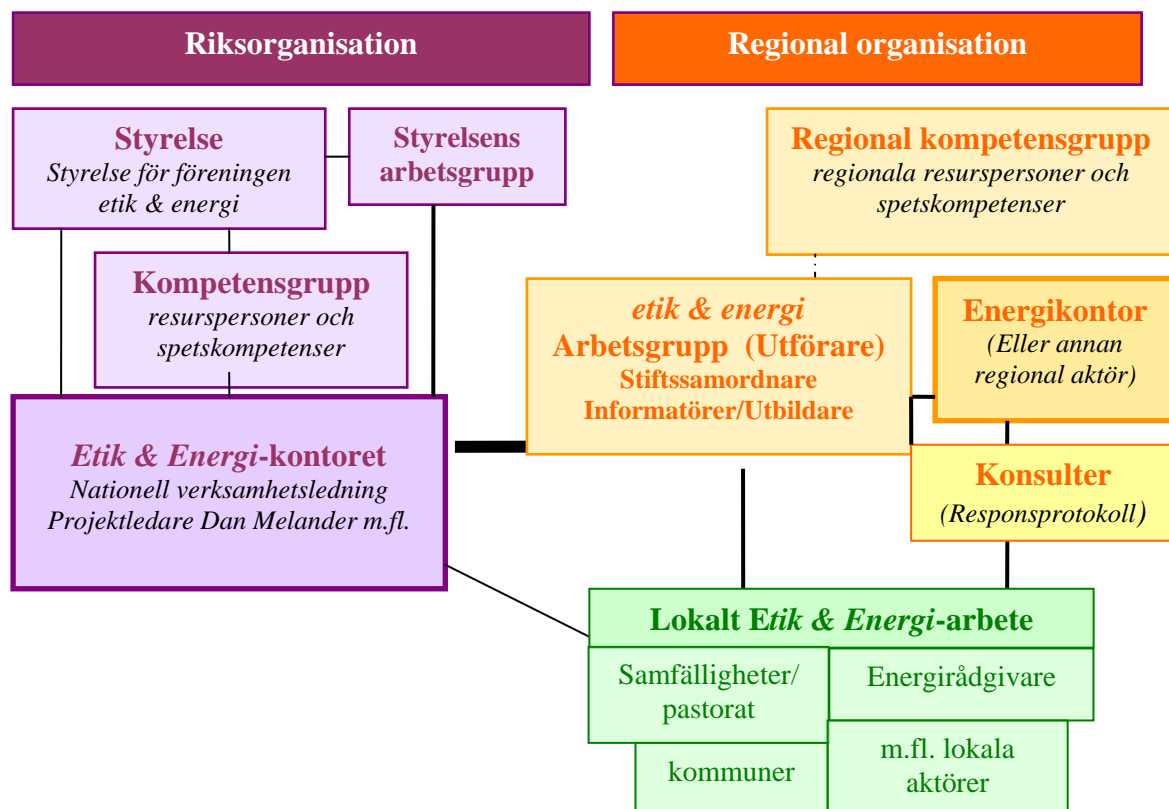 Riksorganisation
Regional organisation
Styrelse
Styrelse för föreningen
etik & energi
Styrelsens
arbetsgrupp
Kompetensgrupp
resurspersoner och
spetskompetenser
Etik & Energi-kontoret
Nationell verksamhetsledning
Projektledare Dan Melander m.fl.
Regional kompetensgrupp
regionala resurspersoner och
spetskompetenser
etik & energi
Arbetsgrupp (Utförare)
Stiftssamordnare
Informatörer/Utbildare
Energikontor
(Eller annan
regional aktör)
Konsulter
(Responsprotokoll)
Lokalt Etik & Energi-arbete
Samfälligheter/
pastorat
Energirådgivare
kommuner
m.fl. lokala
aktörer